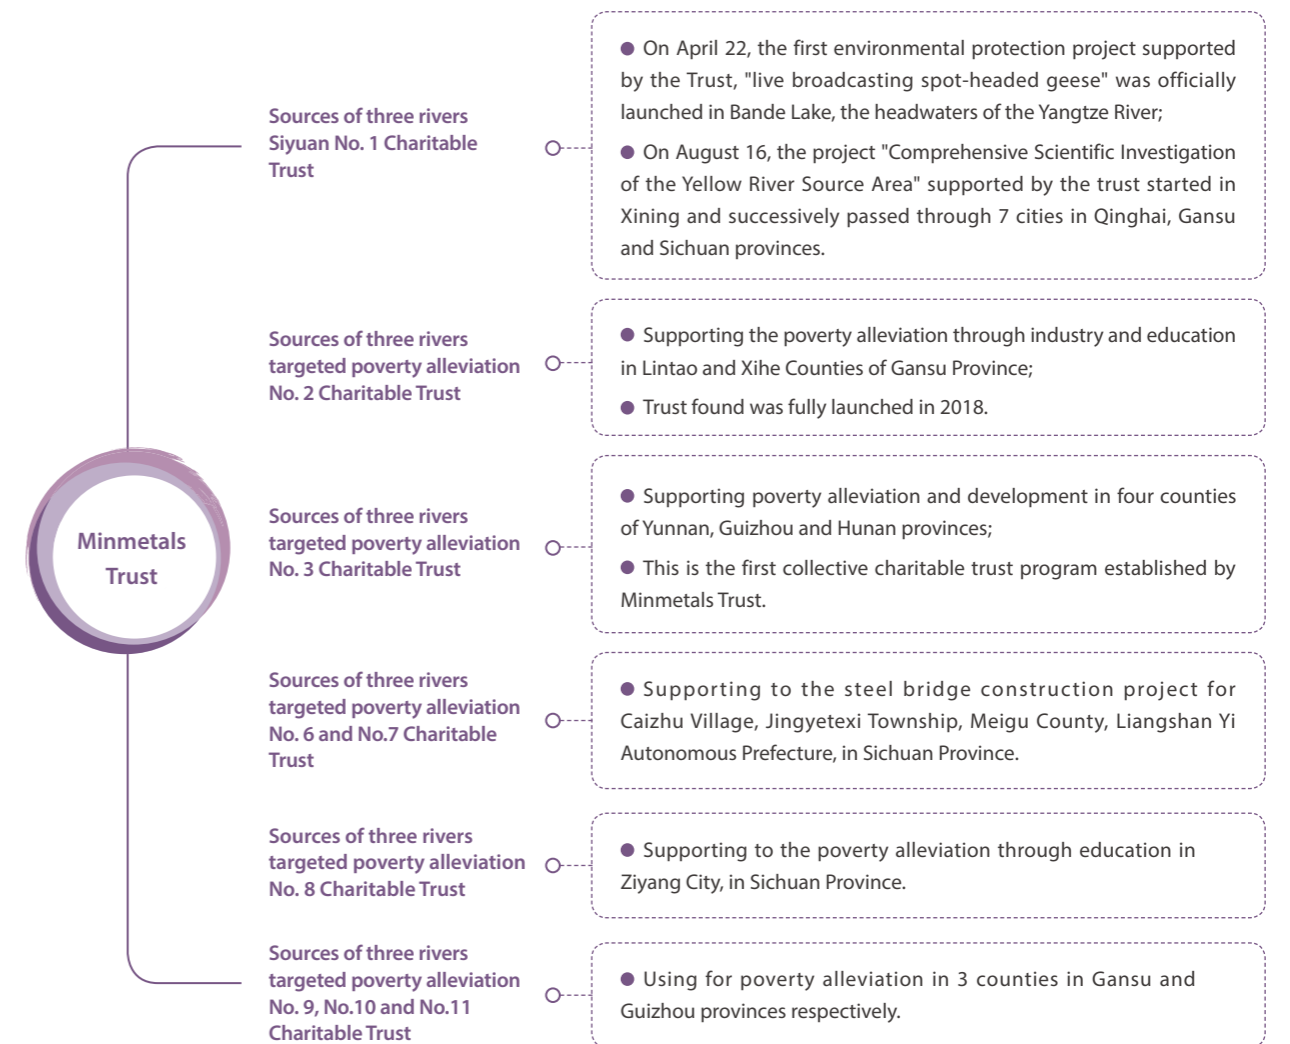 Minmetals
Trust
Sources of three rivers
Siyuan No. 1 Charitable
Trust
● On April 22, the first environmental protection project supported
by the Trust, "live broadcasting spot-headed geese" was officially
launched in Bande Lake, the headwaters of the Yangtze River;
● On August 16, the project "Comprehensive Scientific Investigation
of the Yellow River Source Area" supported by the trust started in
Xining and successively passed through 7 cities in Qinghai, Gansu
and Sichuan provinces.
Sources of three rivers
targeted poverty alleviation
No. 2 Charitable Trust
● Supporting the poverty alleviation through industry and education
in Lintao and Xihe Counties of Gansu Province;
● Trust found was fully launched in 2018.
Sources of three rivers
targeted poverty alleviation
No. 3 Charitable Trust
● Supporting poverty alleviation and development in four counties
of Yunnan, Guizhou and Hunan provinces;
● This is the first collective charitable trust program established by
Minmetals Trust.
Sources of three rivers
targeted poverty alleviation
No. 6 and No.7 Charitable
Trust
● Supporting to the steel bridge construction project for
Caizhu Village, Jingyetexi Township, Meigu County, Liangshan Yi
Autonomous Prefecture, in Sichuan Province.
Sources of three rivers
targeted poverty alleviation
No. 8 Charitable Trust
● Supporting to the poverty alleviation through education in
Ziyang City, in Sichuan Province.
Sources of three rivers
targeted poverty alleviation
No. 9, No.10 and No.11
Charitable Trust
● Using for poverty alleviation in 3 counties in Gansu and
Guizhou provinces respectively.